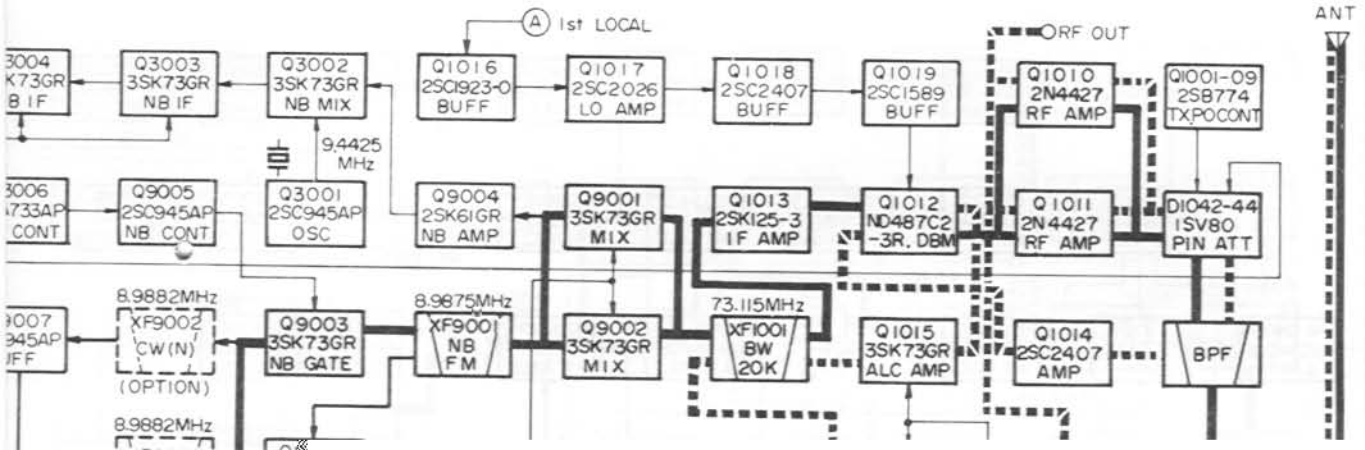 A 1st LOCAL
RF OUT
ANT
3004
K73GR
B IF
Q3003
3SK73GR
NB IF
Q3002
3SK73GR
NB MIX
Q1016
2SC1923-O
BUFF
Q1017
2SC2026
LO AMP
Q1018
2SC2407
BUFF
Q1019
2SC1589
BUFF
Q1010
2N4427
RF AMP
Q1001-09
2SB774
TX.POCONT
9.4425
MHz
3006
733AP
CONT
Q9005
2SC945AP
NB CONT
Q3001
2SC945AP
OSC
Q9004
2SK61GR
NB AMP
Q9001
3SK73GR
MIX
Q1013
2SK125-3
IF AMP
Q1012
ND487C2
-3R. DBM
Q1011
2N4427
RF AMP
D1042-44
1SV80
PIN ATT
9007
945AP
UFF
8.9882MHz
XF9002
CW(N)
(OPTION)
Q9003
3SK73GR
NB GATE
8.9875MHz
XF9001
NB
FM
Q9002
3SK73GR
MIX
73.115MHz
XF1001
BW
20K
Q1015
3SK73GR
ALC AMP
Q1014
2SC2407
AMP
BPF
8.9882MHz